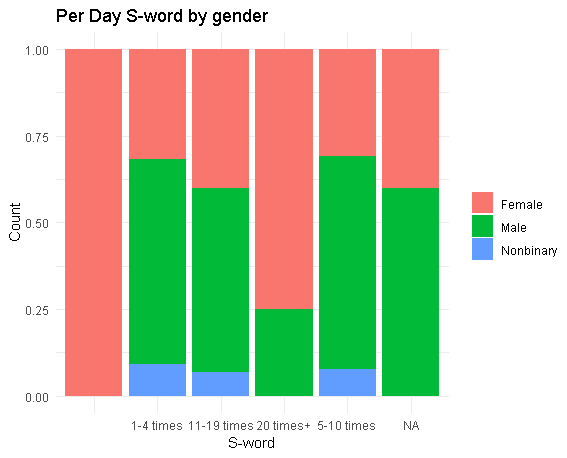 Per Day S-word by gender
1.00
0.75
0.50
0.25
0.00
Count
1-4 times 11-19 times 20 times+ 5-10 times NA
S-word
Female
Male
Nonbinary